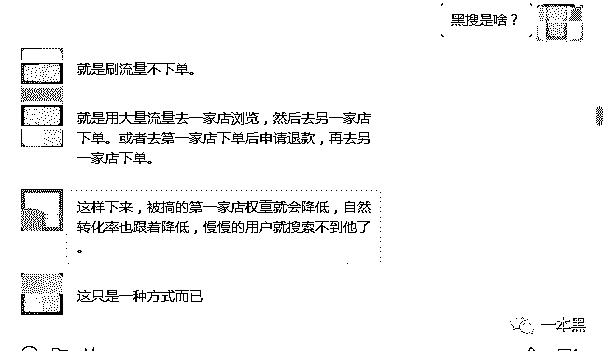 黑搜是啥？
就是刷流量不下单。
就是用大量流量去一家店浏览，然后去另一家店
下单。或者去第一家店下单后申请退款，再去另
一家店下单。
这样下来，被搞的第一家店权重就会降低，自然
转化率也跟着降低，慢慢的用户就搜索不到他了
。
这只是一种方式而已
一本黑